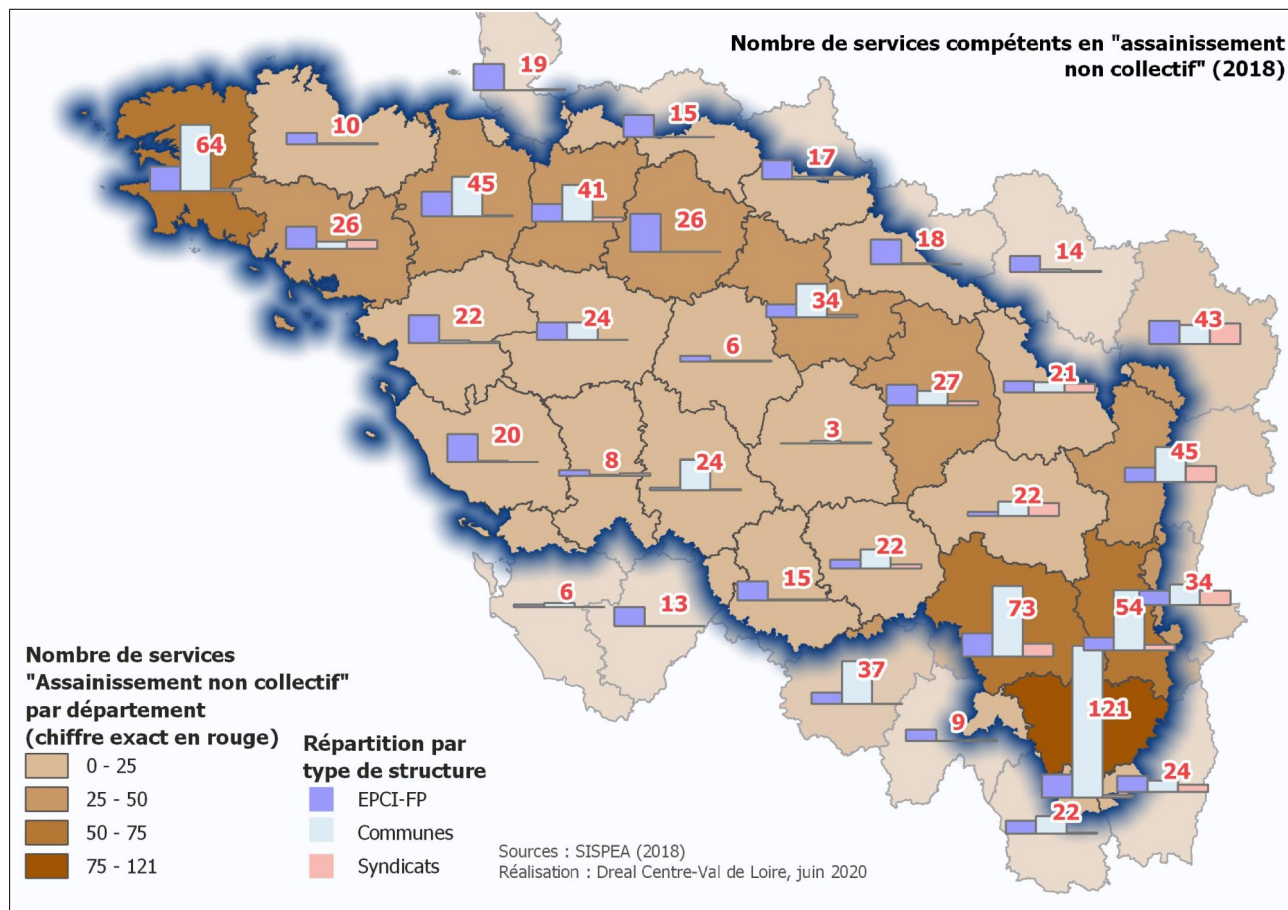 Nombre de services compétents en "assainissement
non collectif" (2018)
19
15
10
17
64
45
41
26
26
18
14
34
43
22
24
6
21
27
3
20
45
8
24
22
22
15
34
6
13
73
54
37
121
9
24
22
Nombre de services
"Assainissement non collectif"
par département
(chiffre exact en rouge)
0 - 25
25 - 50
50 - 75
75 - 121
Répartition par
type de structure
EPCI-FP
Communes
Syndicats
Sources : SISPEA (2018)
Réalisation : Dreal Centre-Val de Loire, juin 2020